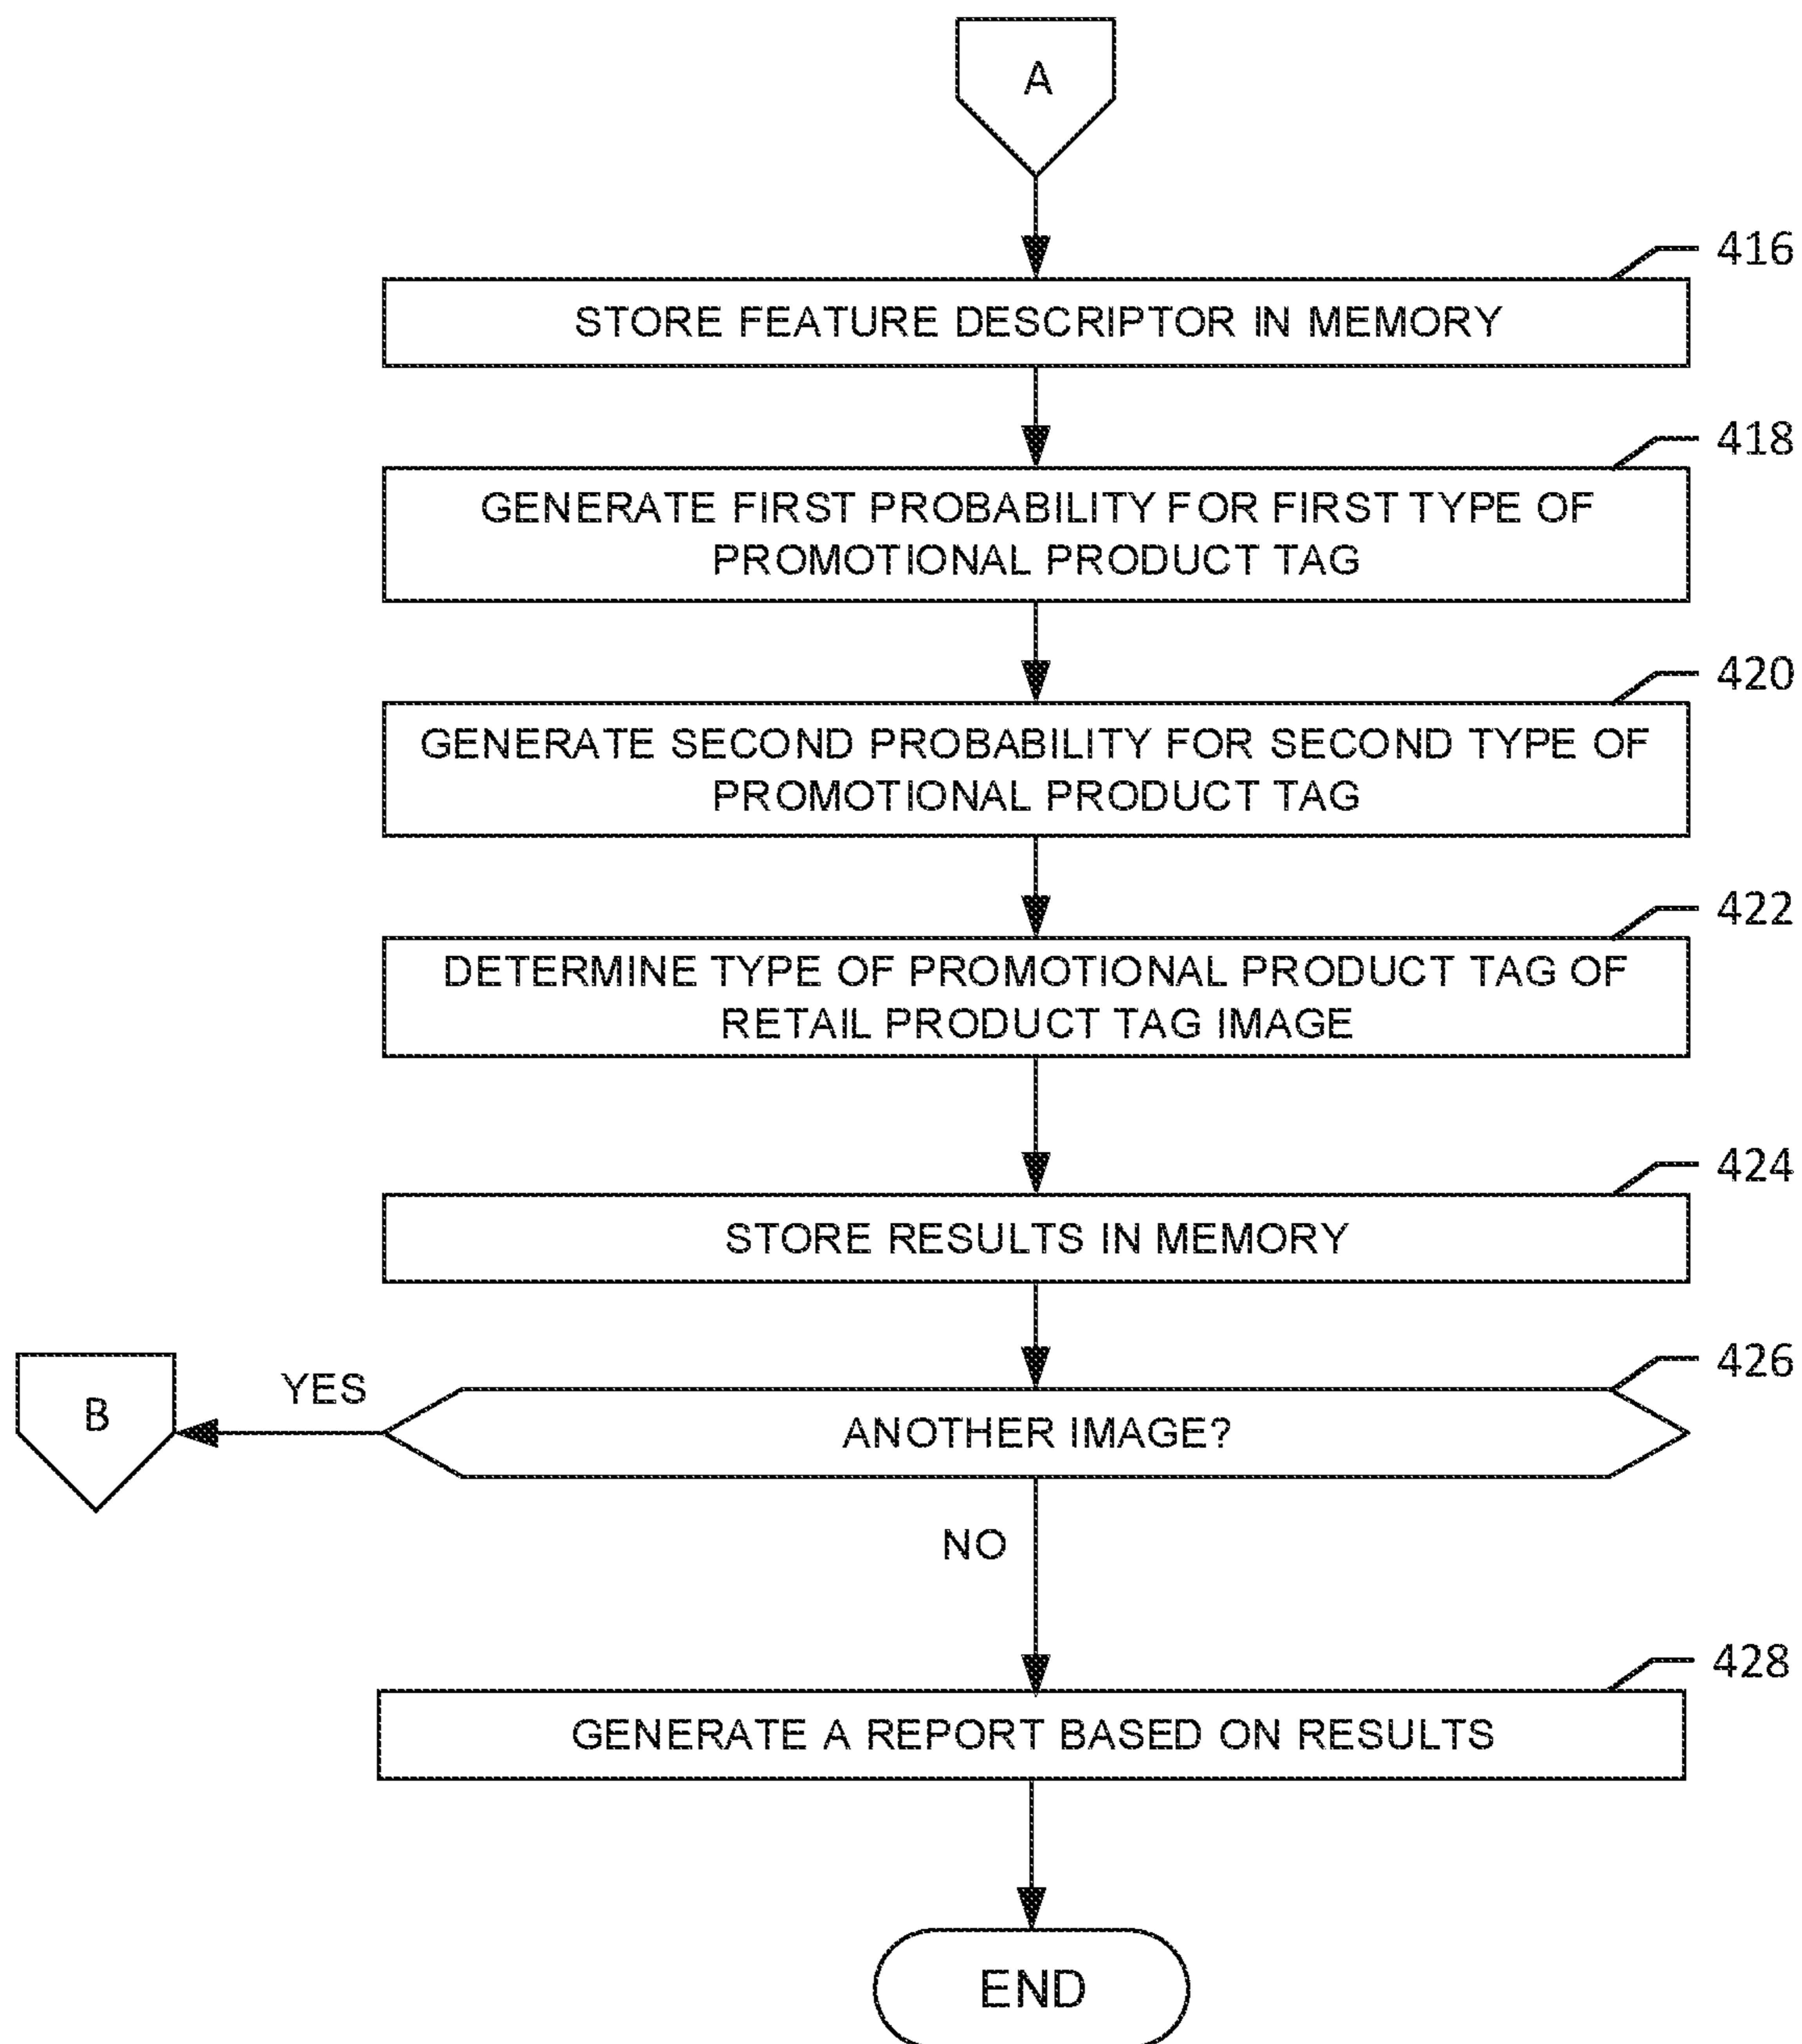 A
416
STORE FEATURE DESCRIPTOR IN MEMORY
418
GENERATE FIRST PROBABILITY FOR FIRST TYPE OF
PROMOTIONAL PRODUCT TAG
420
GENERATE SECOND PROBABILITY FOR SECOND TYPE OF
PROMOTIONAL PRODUCT TAG
422
DETERMINE TYPE OF PROMOTIONAL PRODUCT TAG OF
RETAIL PRODUCT TAG IMAGE
424
STORE RESULTS IN MEMORY
426
B
YES
ANOTHER IMAGE?
NO
428
GENERATE A REPORT BASED ON RESULTS
END